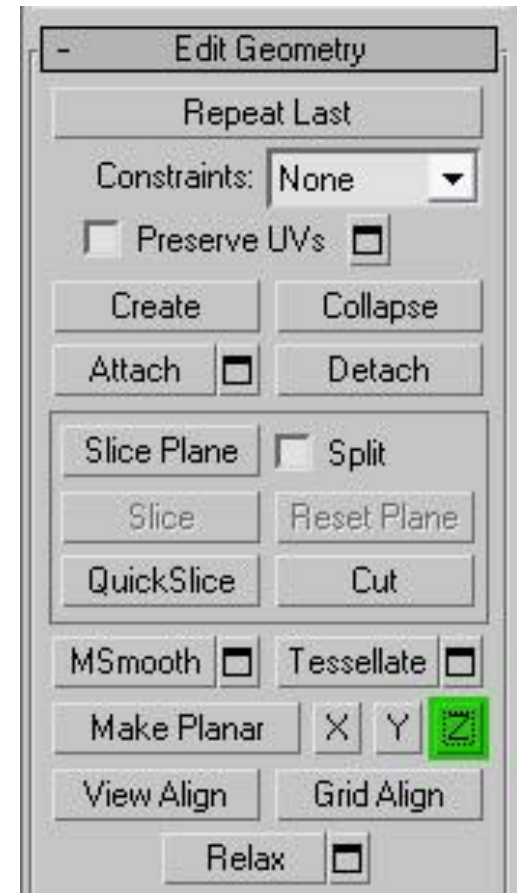 - Edit Geometry
Repeat Last
Constraints: None
Preserve UVs
Create Collapse
Attach Detach
Slice Plane Split
Slice Reset Plane
QuickSlice Cut
MSmooth Tessellate
Make Planar X Y Z
View Align Grid Align
Relax